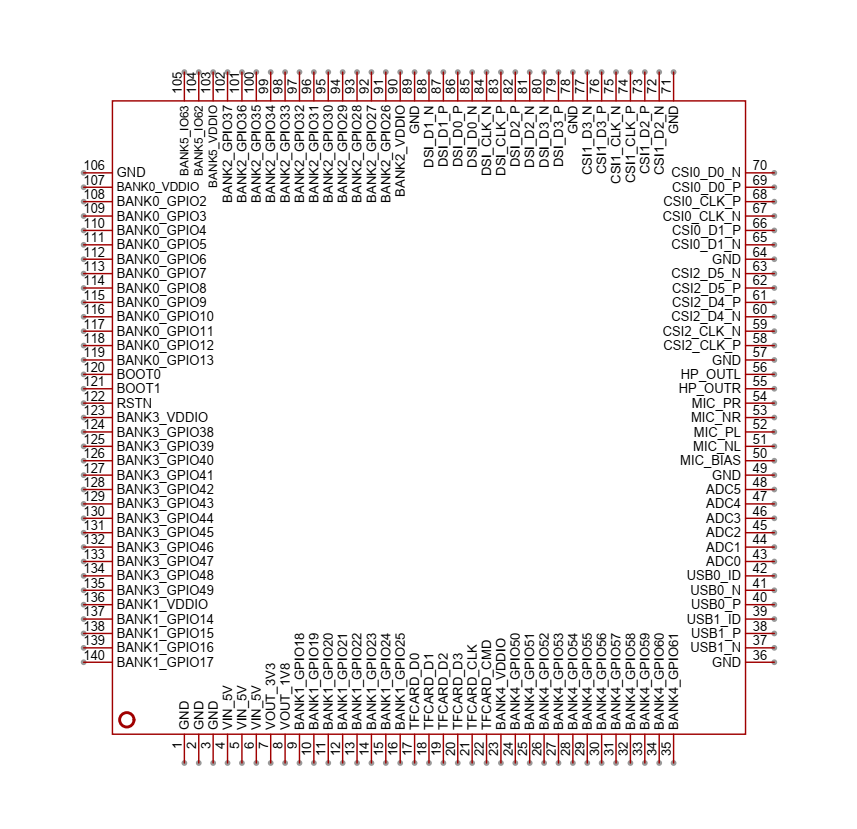 105 BANK5_IO63
104 BANK5_IO62
103 BANK5_VDDIO
102 BANK2_GPIO37
101 BANK2_GPIO36
100 BANK2_GPIO35
99 BANK2_GPIO34
98 BANK2_GPIO33
97 BANK2_GPIO32
96 BANK2_GPIO31
95 BANK2_GPIO30
94 BANK2_GPIO29
93 BANK2_GPIO28
92 BANK2_GPIO27
91 BANK2_GPIO26
90 BANK2_VDDIO
89 GND
88 DSI_D1_N
87 DSI_D1_P
86 DSI_D0_P
85 DSI_D0_N
84 DSI_CLK_N
83 DSI_CLK_P
82 DSI_D2_P
81 DSI_D2_N
80 DSI_D3_N
79 DSI_D3_P
78 GND
77 CSI1_D3_N
76 CSI1_D3_P
75 CSI1_CLK_N
74 CSI1_CLK_P
73 CSI1_D2_P
72 CSI1_D2_N
71 GND
106 GND
107 BANK0_VDDIO
108 BANK0_GPIO2
109 BANK0_GPIO3
110 BANK0_GPIO4
111 BANK0_GPIO5
112 BANK0_GPIO6
113 BANK0_GPIO7
114 BANK0_GPIO8
115 BANK0_GPIO9
116 BANK0_GPIO10
117 BANK0_GPIO11
118 BANK0_GPIO12
119 BANK0_GPIO13
120 BOOT0
121 BOOT1
122 RSTN
123 BANK3_VDDIO
124 BANK3_GPIO38
125 BANK3_GPIO39
126 BANK3_GPIO40
127 BANK3_GPIO41
128 BANK3_GPIO42
129 BANK3_GPIO43
130 BANK3_GPIO44
131 BANK3_GPIO45
132 BANK3_GPIO46
133 BANK3_GPIO47
134 BANK3_GPIO48
135 BANK3_GPIO49
136 BANK1_VDDIO
137 BANK1_GPIO14
138 BANK1_GPIO15
139 BANK1_GPIO16
140 BANK1_GPIO17
CSI0_D0_N 70
CSI0_D0_P 69
CSI0_CLK_P 68
CSI0_CLK_N 67
CSI0_D1_P 66
CSI0_D1_N 65
GND 64
CSI2_D5_N 63
CSI2_D5_P 62
CSI2_D4_P 61
CSI2_D4_N 60
CSI2_CLK_N 59
CSI2_CLK_P 58
GND 57
HP_OUTL 56
HP_OUTR 55
MIC_PR 54
MIC_NR 53
MIC_PL 52
MIC_NL 51
MIC_BIAS 50
GND 49
ADC5 48
ADC4 47
ADC3 46
ADC2 45
ADC1 44
ADC0 43
USB0_ID 42
USB0_N 41
USB0_P 40
USB1_ID 39
USB1_P 38
USB1_N 37
GND 36
1 GND
2 GND
3 GND
4 VIN_5V
5 VIN_5V
6 VIN_5V
7 VOUT_3V3
8 YOUT_1V8
9 BANK1_GPIO18
10 BANK1_GPIO19
11 BANK1_GPIO20
12 BANK1_GPIO21
13 BANK1_GPIO22
14 BANK1_GPIO23
15 BANK1_GPIO24
16 BANK1_GPIO25
17 TFCARD_D0
18 TFCARD_D1
19 TFCARD_D2
20 TFCARD_D3
21 TFCARD_CLK
22 TFCARD_CMD
23 BANK4_VDDIO
24 BANK4_GPIO50
25 BANK4_GPIO51
26 BANK4_GPIO52
27 BANK4_GPIO53
28 BANK4_GPIO54
29 BANK4_GPIO55
30 BANK4_GPIO56
31 BANK4_GPIO57
32 BANK4_GPIO58
33 BANK4_GPIO59
34 BANK4_GPIO60
35 BANK4_GPIO61